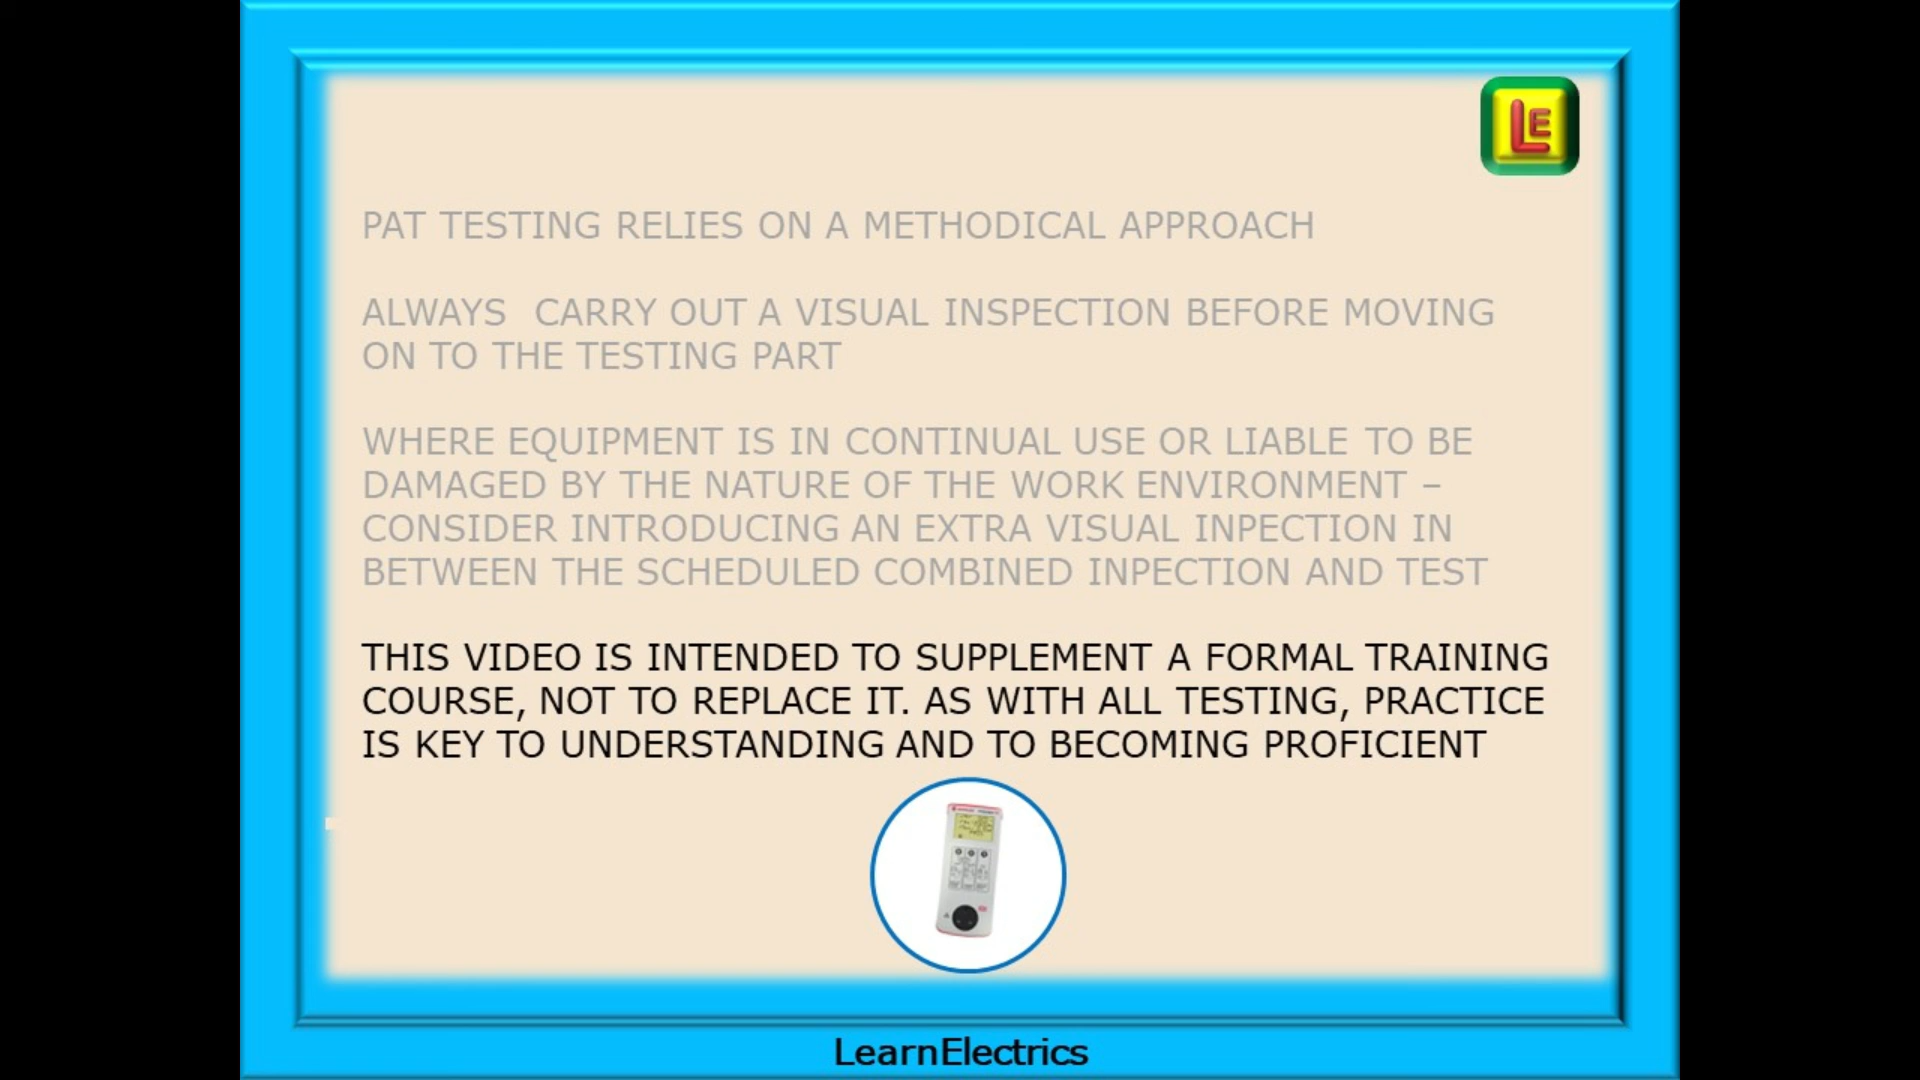 LE
PAT TESTING RELIES ON A METHODICAL APPROACH
ALWAYS  CARRY OUT A VISUAL INSPECTION BEFORE MOVING
ON TO THE TESTING PART
WHERE EQUIPMENT IS IN CONTINUAL USE OR LIABLE TO BE
DAMAGED BY THE NATURE OF THE WORK ENVIRONMENT –
CONSIDER INTRODUCING AN EXTRA VISUAL INPECTION IN
BETWEEN THE SCHEDULED COMBINED INPECTION AND TEST
THIS VIDEO IS INTENDED TO SUPPLEMENT A FORMAL TRAINING
COURSE, NOT TO REPLACE IT. AS WITH ALL TESTING, PRACTICE
IS KEY TO UNDERSTANDING AND TO BECOMING PROFICIENT
LearnElectrics